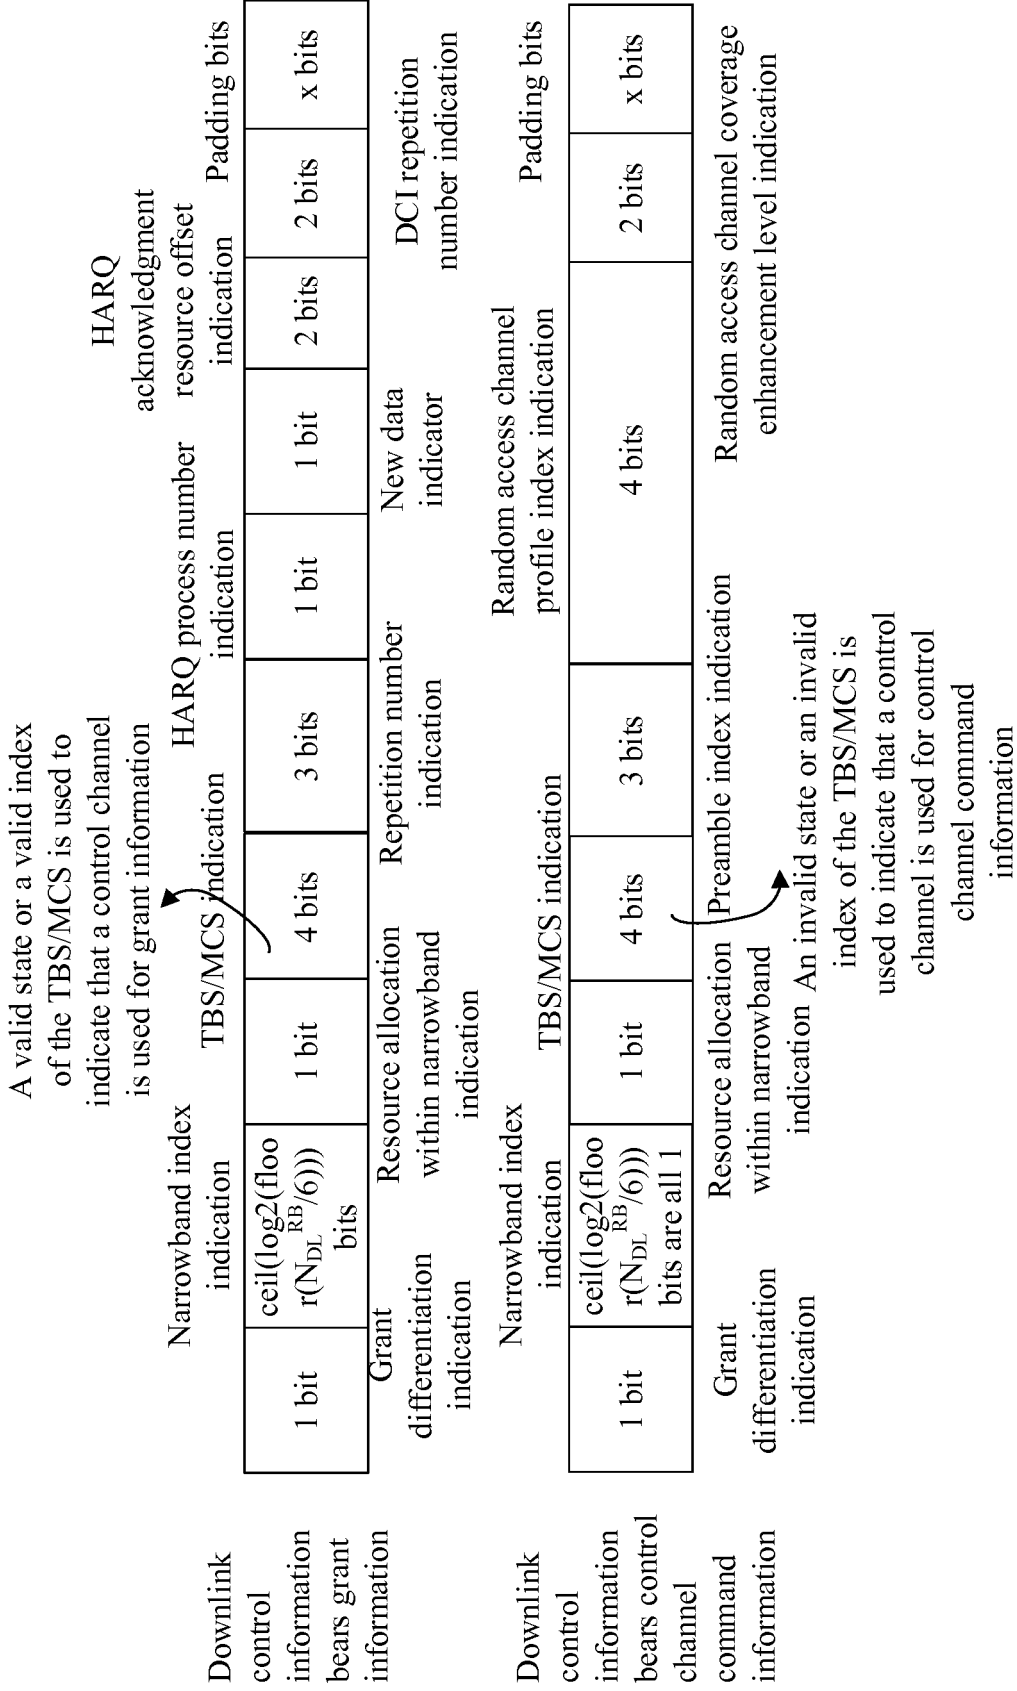 A valid state or a valid index
of the TBS/MCS is used to
indicate that a control channel
is used for grant information
Downlink
control
information
bears grant
information
Narrowband index
indication
TBS/MCS indication
HARQ process number
indication
HARQ
acknowledgment
resource offset
indication
Padding bits
1 bit
ceil(log2(floo
r(N_DL^RB/6)))
bits
1 bit
4 bits
3 bits
1 bit
1 bit
2 bits
2 bits
x bits
Grant
differentiation
indication
Resource allocation
within narrowband
indication
Repetition number
indication
New data
indicator
DCI repetition
number indication
Downlink
control
information
bears control
channel
command
information
Narrowband index
indication
TBS/MCS indication
Random access channel
profile index indication
Padding bits
1 bit
ceil(log2(floo
r(N_DL^RB/6)))
bits are all 1
1 bit
4 bits
3 bits
4 bits
2 bits
x bits
Grant
differentiation
indication
Resource allocation
within narrowband
indication
Preamble index indication
Random access channel coverage
enhancement level indication
An invalid state or an invalid
index of the TBS/MCS is
used to indicate that a control
channel is used for control
channel command
information